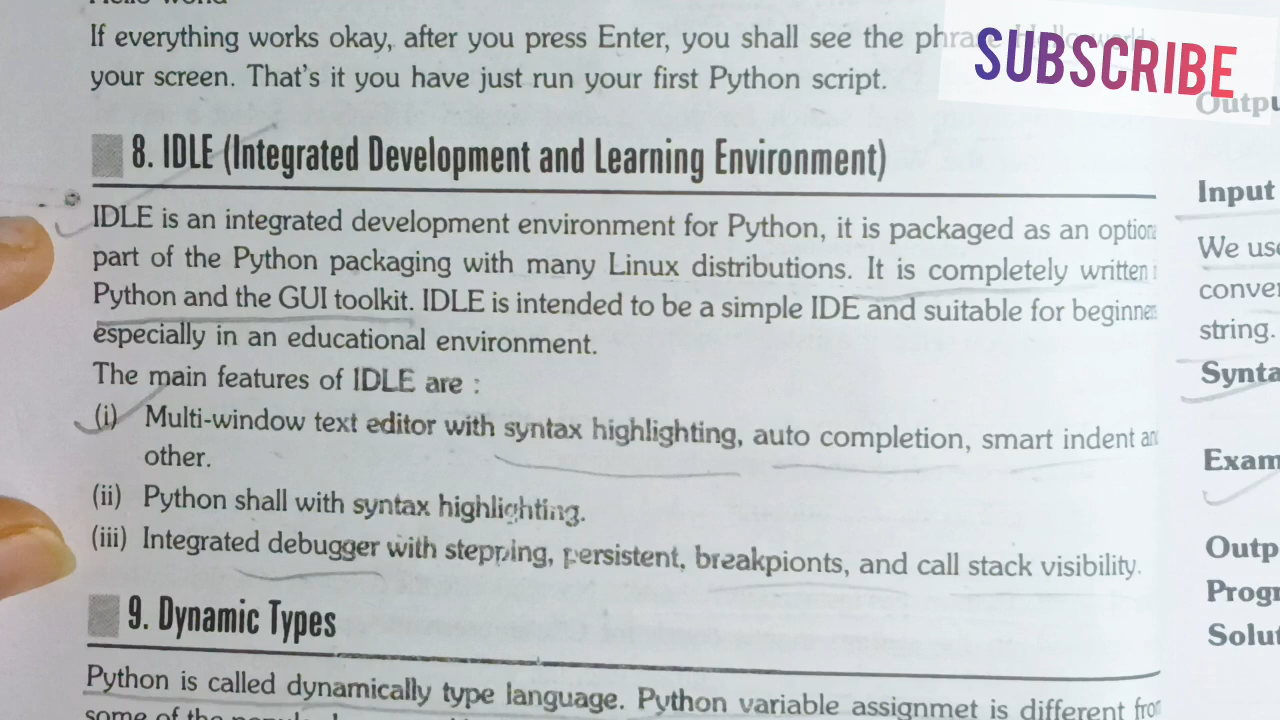 If everything works okay, after you press Enter, you shall see the phrase Hello world
SUBSCRIBE
your screen. That's it you have just run your first Python script.
8. IDLE (Integrated Development and Learning Environment)
IDLE is an integrated development environment for Python, it is packaged as an option
part of the Python packaging with many Linux distributions. It is completely written
Python and the GUI toolkit. IDLE is intended to be a simple IDE and suitable for beginne
especially in an educational environment.
The main features of IDLE are :
(i) Multi-window text editor with syntax highlighting, auto completion, smart indent an
other.
(ii) Python shall with syntax highlighting.
(iii) Integrated debugger with stepping, persistent, breakpionts, and call stack visibility.
9. Dynamic Types
Python is called dynamically type language. Python variable assignmet is different from
some of the
Outpu
Input
We use
conver
string.
Synta
Exam
Outp
Progr
Solut